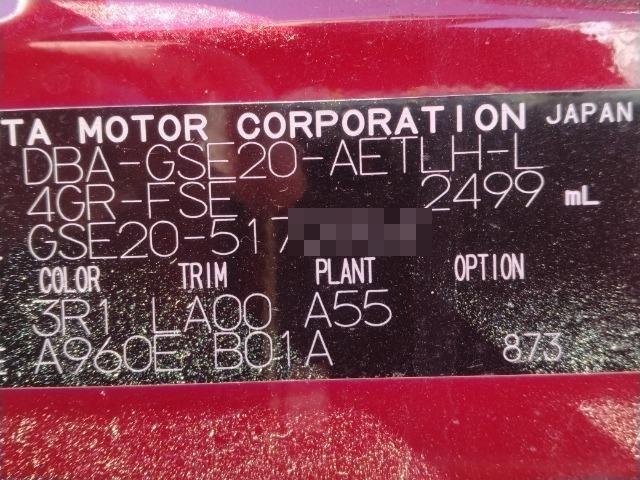 TA MOTOR CORPORATION JAPAN
DBA-GSE20-AETLH-L
4GR-FSE 2499 mL
GSE20-517
COLOR TRIM PLANT OPTION
3R1 LA00 A55
A960E B01A 873